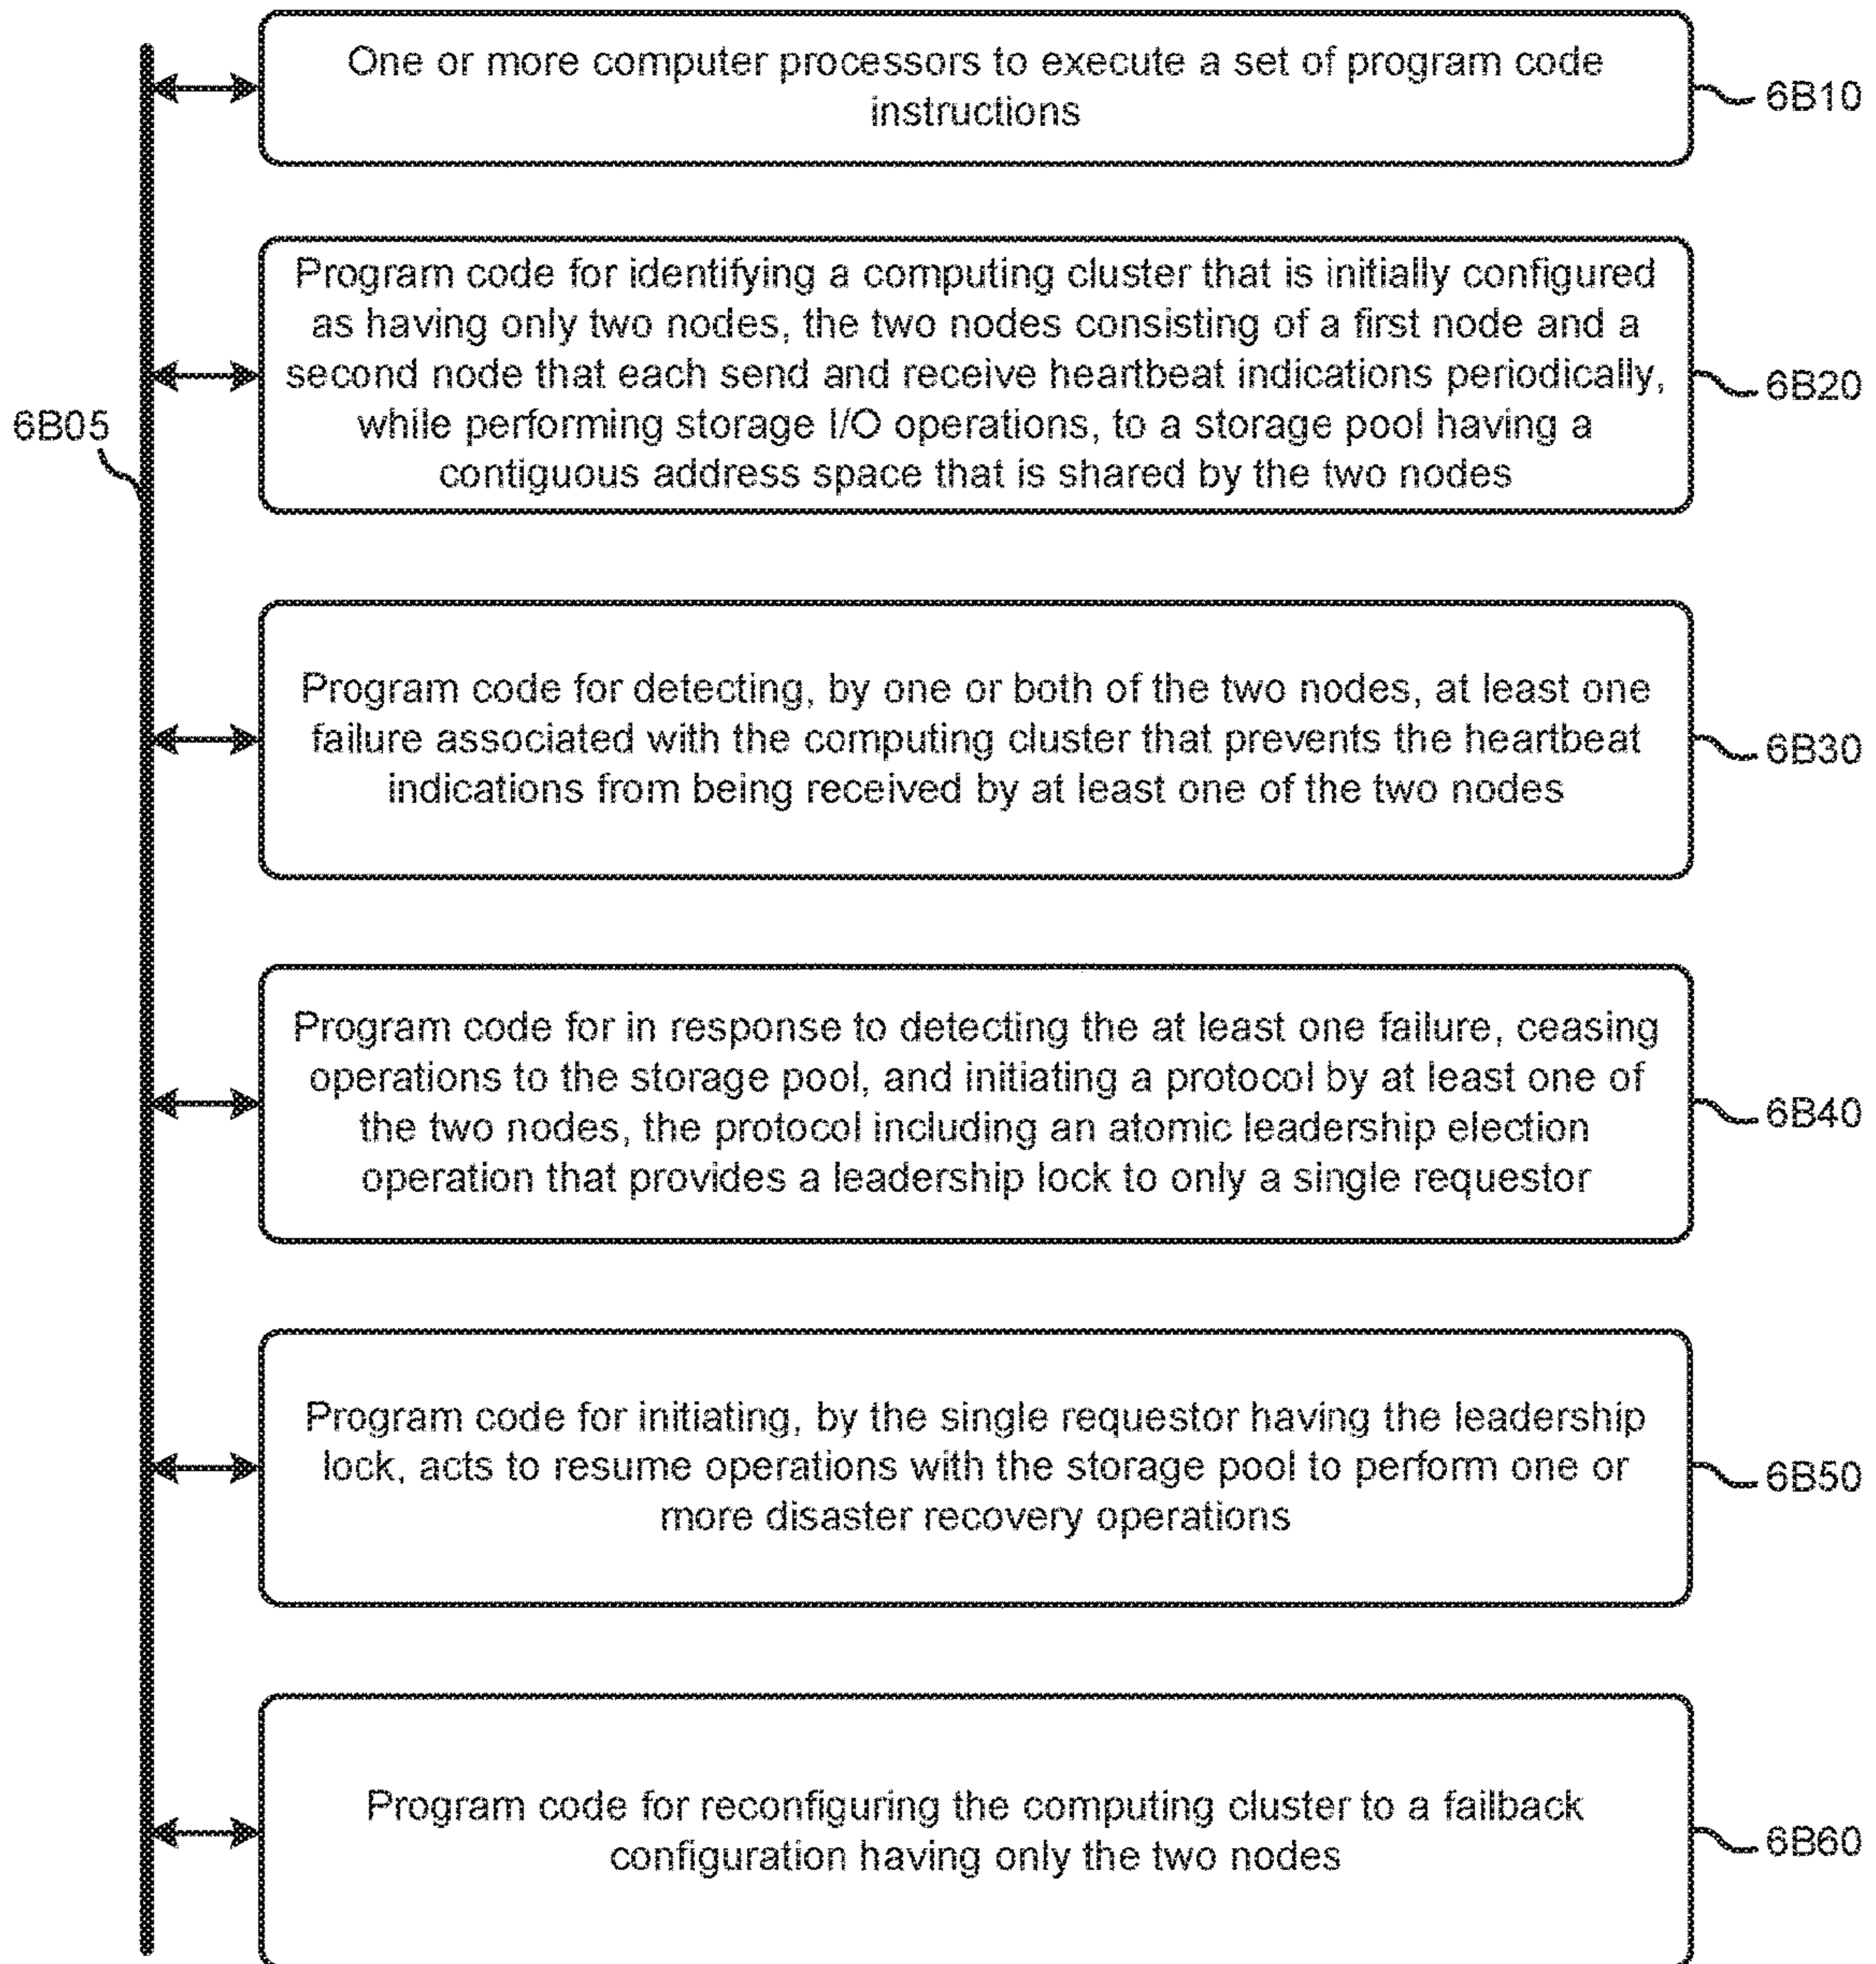 One or more computer processors to execute a set of program code
instructions
6B10
Program code for identifying a computing cluster that is initially configured
as having only two nodes, the two nodes consisting of a first node and a
second node that each send and receive heartbeat indications periodically,
while performing storage I/O operations, to a storage pool having a
contiguous address space that is shared by the two nodes
6B20
6B05
Program code for detecting, by one or both of the two nodes, at least one
failure associated with the computing cluster that prevents the heartbeat
indications from being received by at least one of the two nodes
6B30
Program code for in response to detecting the at least one failure, ceasing
operations to the storage pool, and initiating a protocol by at least one of
the two nodes, the protocol including an atomic leadership election
operation that provides a leadership lock to only a single requestor
6B40
Program code for initiating, by the single requestor having the leadership
lock, acts to resume operations with the storage pool to perform one or
more disaster recovery operations
6B50
Program code for reconfiguring the computing cluster to a failback
configuration having only the two nodes
6B60